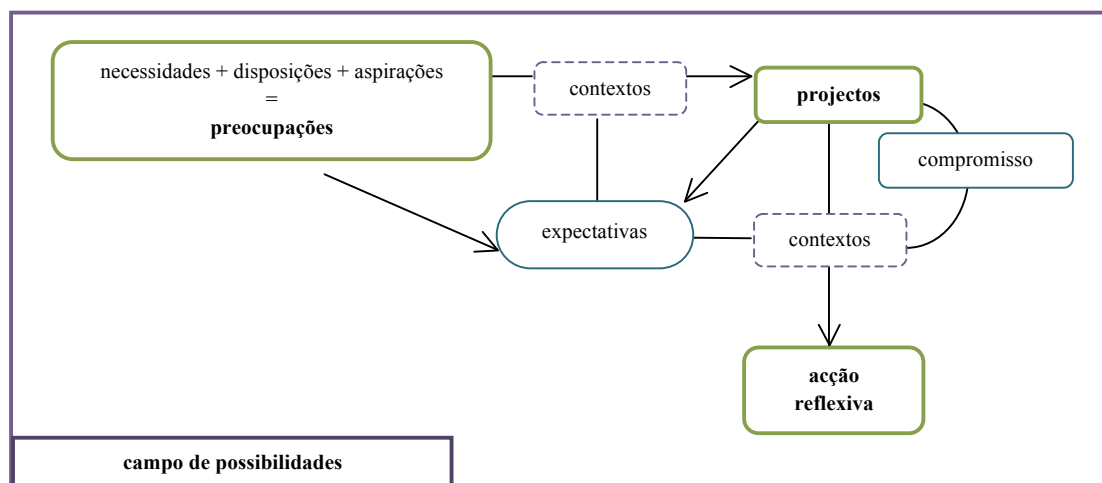 necessidades + disposições + aspirações
=
preocupações
contextos
projectos
compromisso
expectativas
contextos
acção
reflexiva
campo de possibilidades